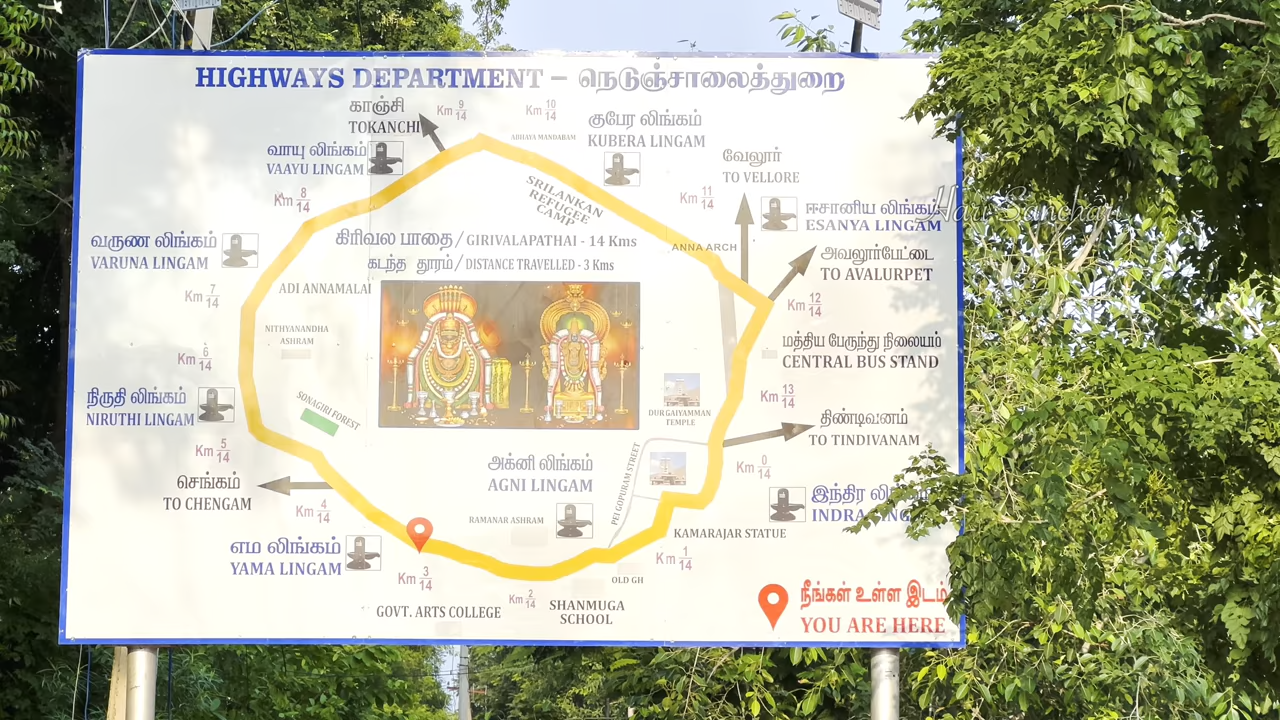 HIGHWAYS DEPARTMENT – நெடுஞ்சாலைத்துறை
காஞ்சி
TOKANCHI
Km 9/14
Km 10/14
ABHAYA MANDABAM
குபேர லிங்கம்
KUBERA LINGAM
வாயு லிங்கம்
VAAYU LINGAM
வேலூர்
TO VELLORE
Km 8/14
SRILANKAN
REFUGEE
CAMP
Km 11/14
ஈசானிய லிங்கம்
ESANYA LINGAM
Hari Sanchari
வருண லிங்கம்
VARUNA LINGAM
கிரிவல பாதை / GIRIVALAPATHAI - 14 Kms
கடந்த தூரம் / DISTANCE TRAVELLED - 3 Kms
ANNA ARCH
அவலூர்பேட்டை
TO AVALURPET
Km 7/14
ADI ANNAMALAI
Km 12/14
NITHYANANDHA
ASHRAM
மத்திய பேருந்து நிலையம்
CENTRAL BUS STAND
Km 6/14
Km 13/14
நிருதி லிங்கம்
NIRUTHI LINGAM
SONAGIRI FOREST
DURGAIYAMMAN
TEMPLE
திண்டிவனம்
TO TINDIVANAM
Km 5/14
Km 0/14
செங்கம்
TO CHENGAM
அக்னி லிங்கம்
AGNI LINGAM
PEI GOPURAM STREET
இந்திர
INDRA
Km 4/14
RAMANAR ASHRAM
KAMARAJAR STATUE
எம லிங்கம்
YAMA LINGAM
Km 1/14
Km 3/14
OLD GH
Km 2/14
GOVT. ARTS COLLEGE
SHANMUGA
SCHOOL
நீங்கள் உள்ள இடம்
YOU ARE HERE